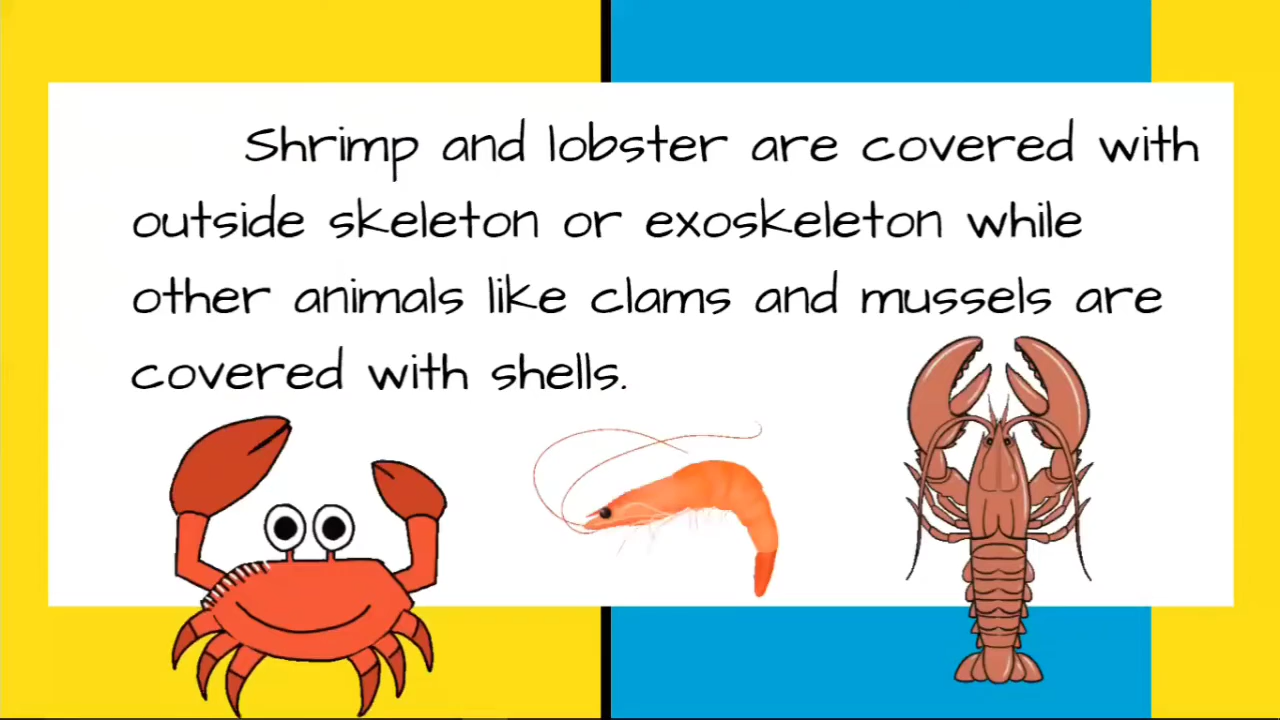 Shrimp and lobster are covered with
outside skeleton or exoskeleton while
other animals like clams and mussels are
covered with shells.